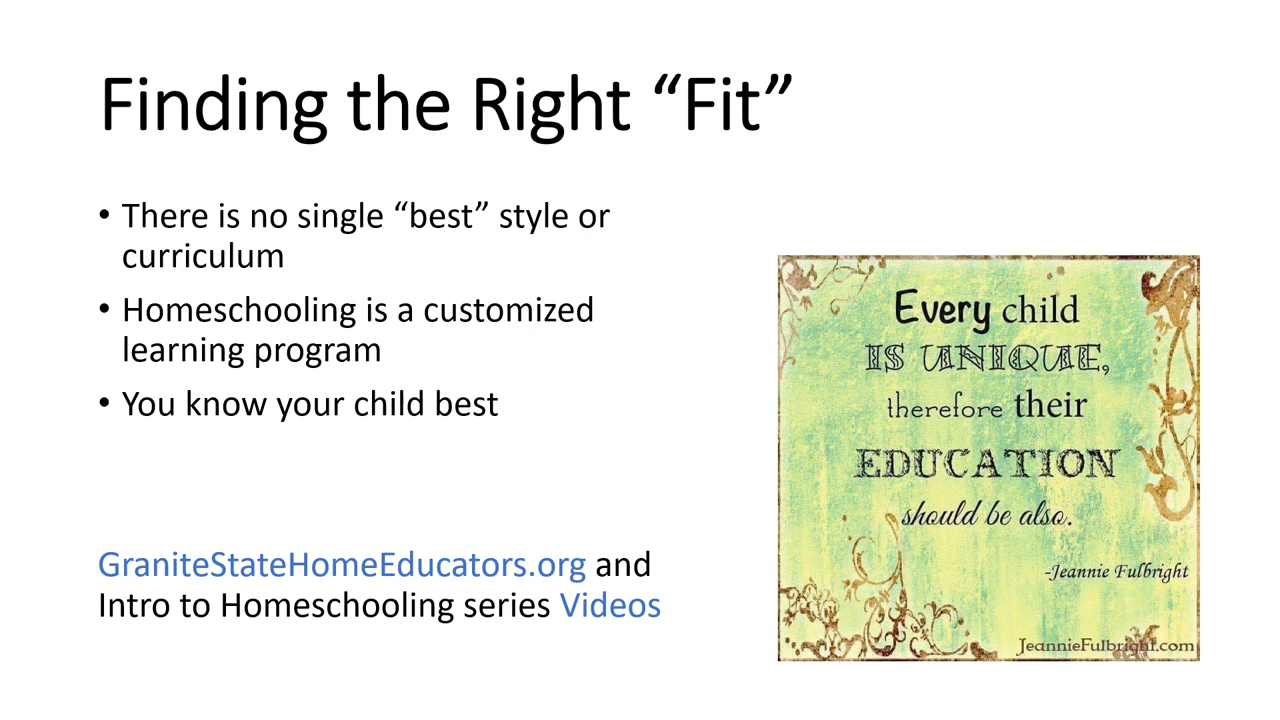 Finding the Right “Fit”
• There is no single “best” style or
curriculum
• Homeschooling is a customized
learning program
• You know your child best
GraniteStateHomeEducators.org and
Intro to Homeschooling series Videos
Every child
IS UNIQUE,
therefore their
EDUCATION
should be also.
-Jeannie Fulbright
JeannieFulbright.com